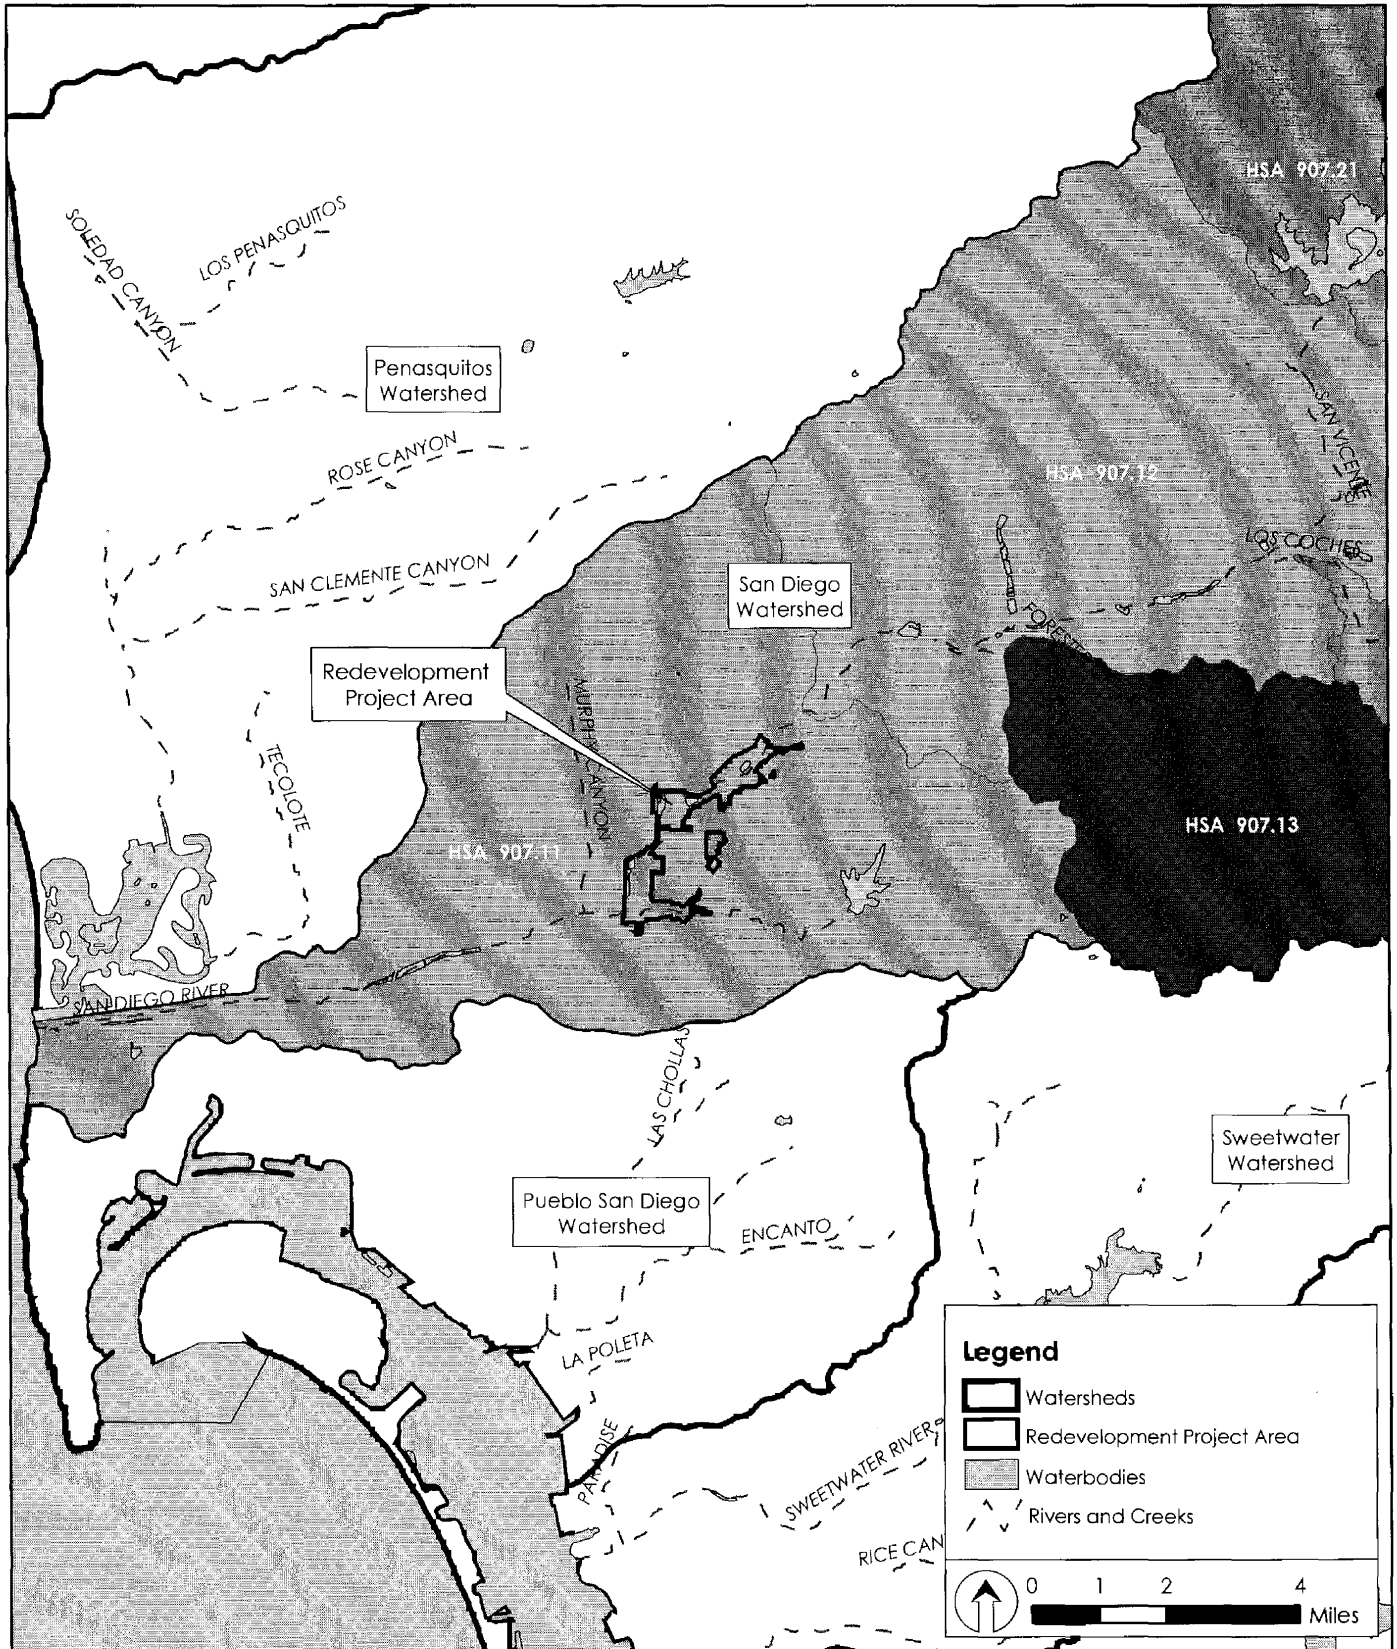 HSA 907.21
SOLEDAD CANYON
LOS PENASQUITOS
Penasquitos
Watershed
SAN VICENTE
ROSE CANYON
HSA 907.12
LOS COCHES
SAN CLEMENTE CANYON
San Diego
Watershed
Redevelopment
Project Area
MURPHY CANYON
TECOLOTE
HSA 907.13
HSA 907.11
SAN DIEGO RIVER
LAS CHOLLAS
Sweetwater
Watershed
Pueblo San Diego
Watershed
ENCANTO
LA POLETA
PARADISE
SWEETWATER RIVER
RICE CAN
Legend
Watersheds
Redevelopment Project Area
Waterbodies
Rivers and Creeks
0 1 2 4
Miles